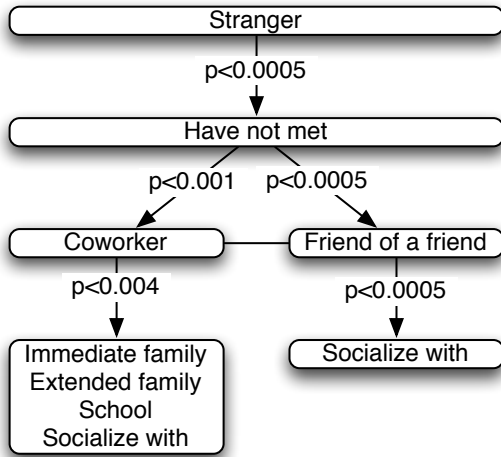 Stranger
p<0.0005
Have not met
p<0.001
p<0.0005
Coworker
Friend of a friend
p<0.004
p<0.0005
Immediate family
Extended family
School
Socialize with
Socialize with